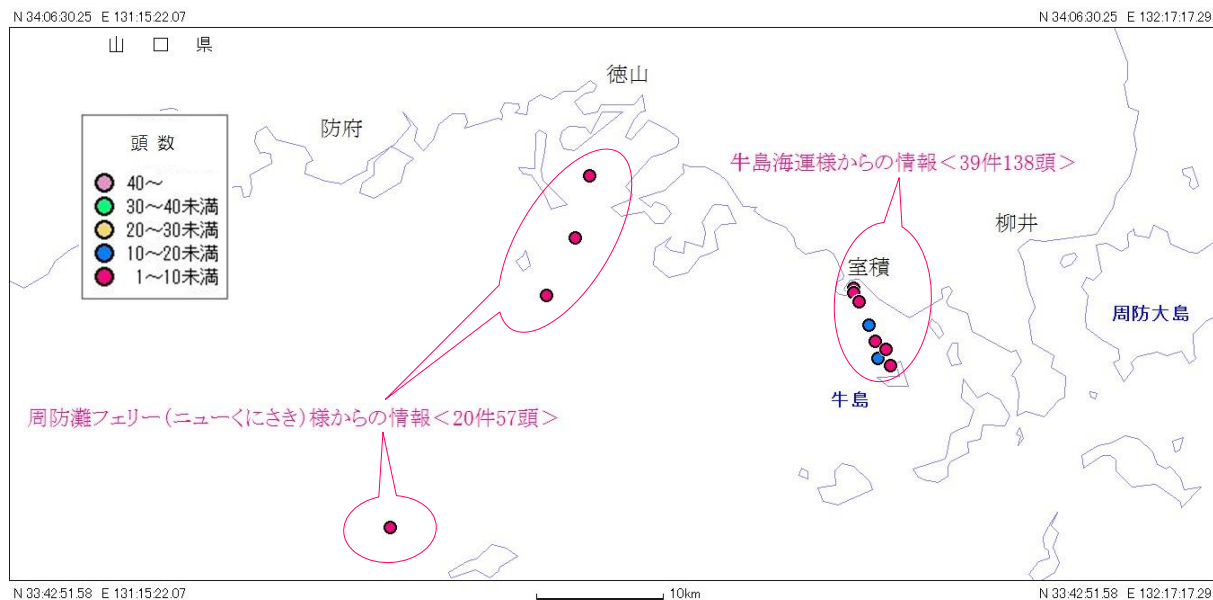 N 34:06:30.25 E 131:15:22.07
N 34:06:30.25 E 132:17:17.29
山 口 県
徳山
防府
頭 数
40～
30～40未満
20～30未満
10～20未満
1～10未満
牛島海運様からの情報＜39件138頭＞
柳井
室積
周防大島
牛島
周防灘フェリー(ニューくにさき)様からの情報＜20件57頭＞
N 33:42:51.58 E 131:15:22.07
10km
N 33:42:51.58 E 132:17:17.29